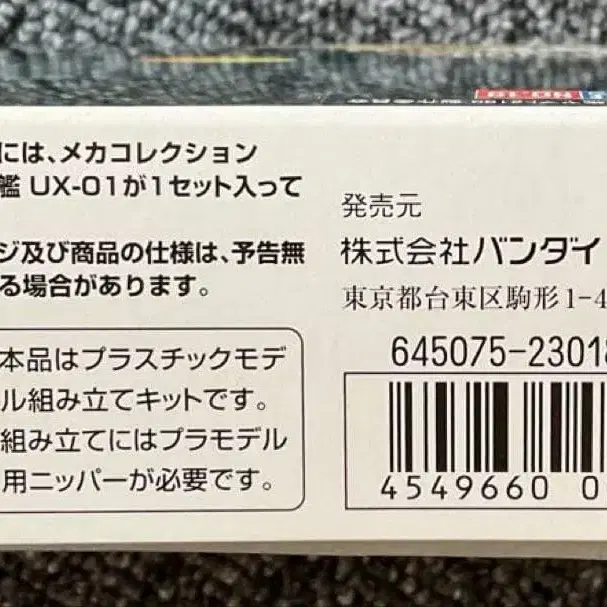 には、メカコレクション
艦 UX-01が1セット入って
ジ及び商品の仕様は、予告無
る場合があります。
本品はプラスチックモデ
ル組み立てキットです。
組み立てにはプラモデル
用ニッパーが必要です。
発売元
株式会社バンダイ
東京都台東区駒形1-4
645075-23018
4549660 0